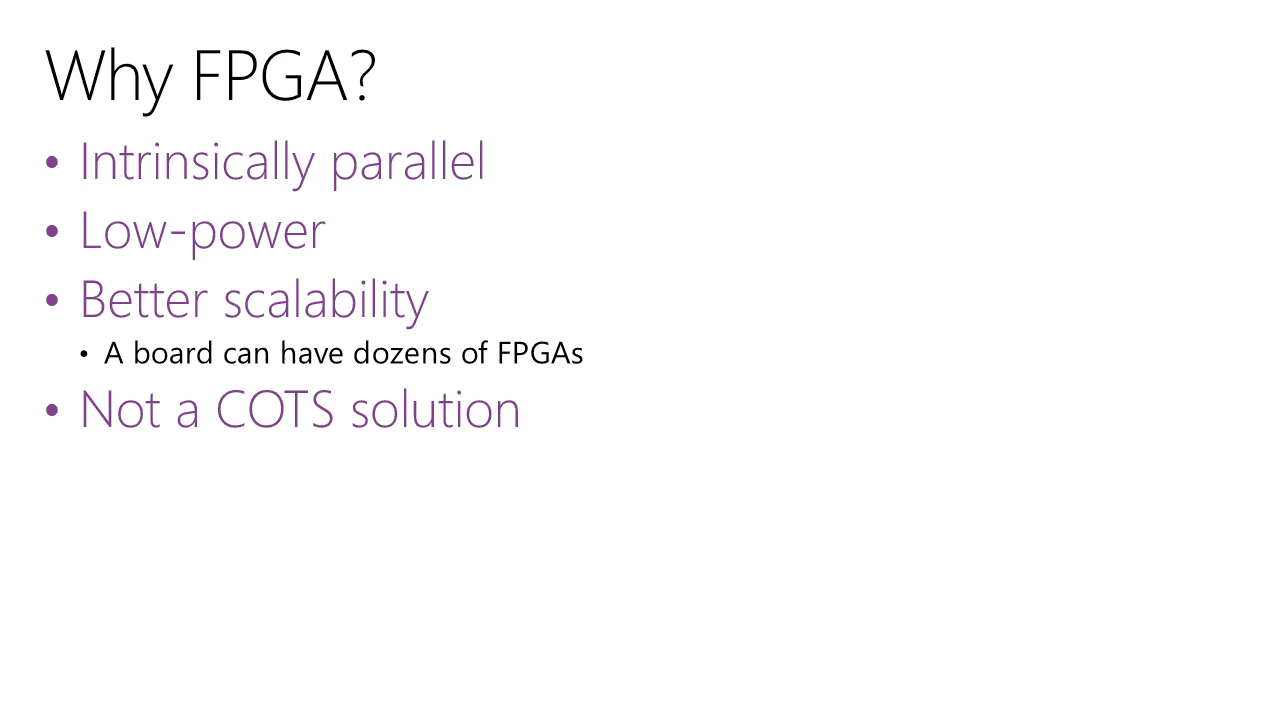 Why FPGA?
• Intrinsically parallel
• Low-power
• Better scalability
• A board can have dozens of FPGAs
• Not a COTS solution